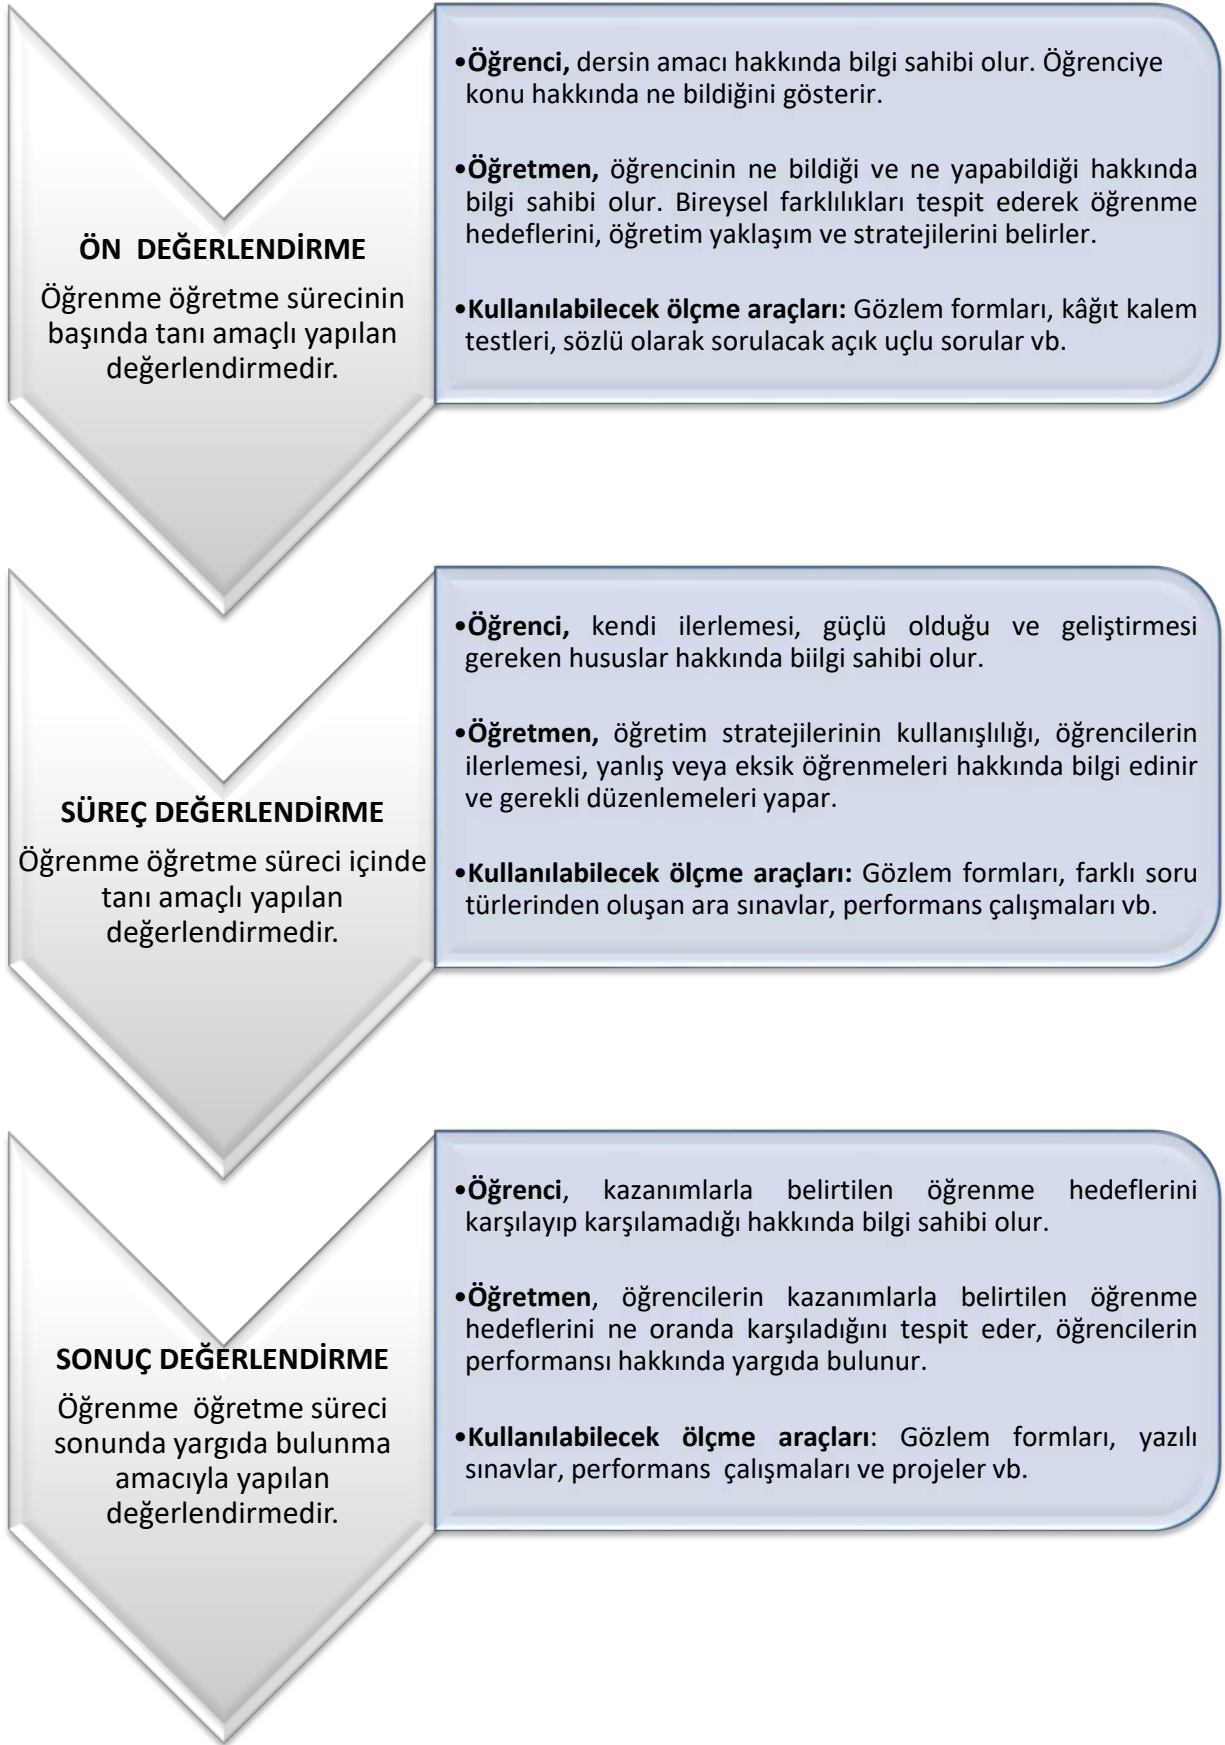 ÖN DEĞERLENDİRME
Öğrenme öğretme sürecinin
başında tanı amaçlı yapılan
değerlendirmedir.
•Öğrenci, dersin amacı hakkında bilgi sahibi olur. Öğrenciye
konu hakkında ne bildiğini gösterir.
•Öğretmen, öğrencinin ne bildiği ve ne yapabildiği hakkında
bilgi sahibi olur. Bireysel farklılıkları tespit ederek öğrenme
hedeflerini, öğretim yaklaşım ve stratejilerini belirler.
•Kullanılabilecek ölçme araçları: Gözlem formları, kâğıt kalem
testleri, sözlü olarak sorulacak açık uçlu sorular vb.
SÜREÇ DEĞERLENDİRME
Öğrenme öğretme süreci içinde
tanı amaçlı yapılan
değerlendirmedir.
•Öğrenci, kendi ilerlemesi, güçlü olduğu ve geliştirmesi
gereken hususlar hakkında biilgi sahibi olur.
•Öğretmen, öğretim stratejilerinin kullanışlılığı, öğrencilerin
ilerlemesi, yanlış veya eksik öğrenmeleri hakkında bilgi edinir
ve gerekli düzenlemeleri yapar.
•Kullanılabilecek ölçme araçları: Gözlem formları, farklı soru
türlerinden oluşan ara sınavlar, performans çalışmaları vb.
SONUÇ DEĞERLENDİRME
Öğrenme öğretme süreci
sonunda yargıda bulunma
amacıyla yapılan
değerlendirmedir.
•Öğrenci, kazanımlarla belirtilen öğrenme hedeflerini
karşılayıp karşılamadığı hakkında bilgi sahibi olur.
•Öğretmen, öğrencilerin kazanımlarla belirtilen öğrenme
hedeflerini ne oranda karşıladığını tespit eder, öğrencilerin
performansı hakkında yargıda bulunur.
•Kullanılabilecek ölçme araçları: Gözlem formları, yazılı
sınavlar, performans çalışmaları ve projeler vb.